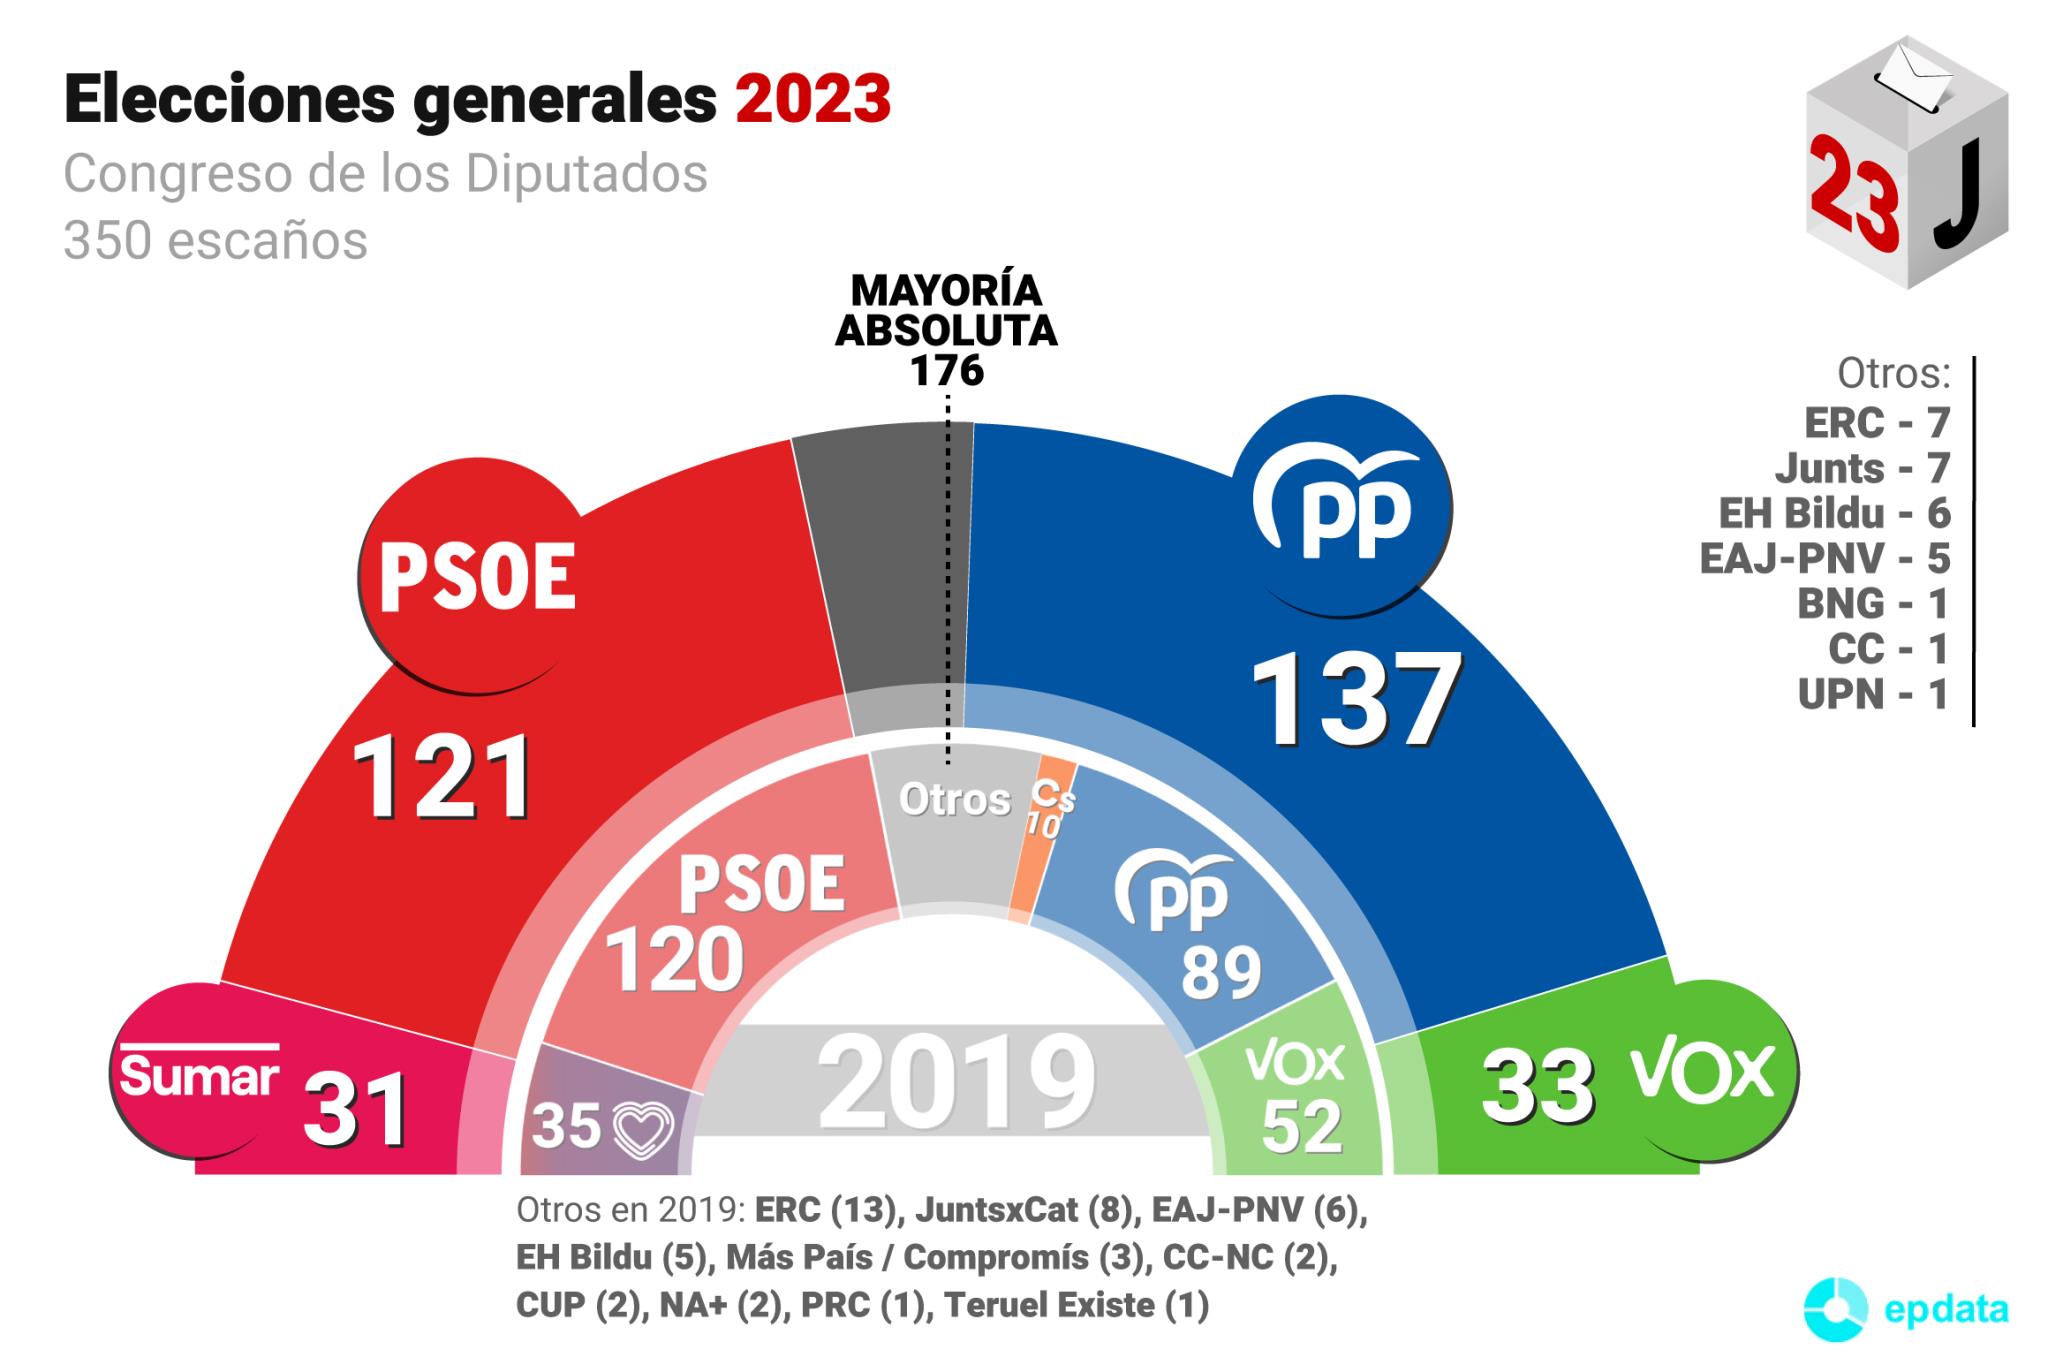 Elecciones generales 2023
Congreso de los Diputados
350 escaños
23 J
MAYORÍA
ABSOLUTA
176
Otros:
ERC - 7
Junts - 7
EH Bildu - 6
EAJ-PNV - 5
BNG - 1
CC - 1
UPN - 1
PSOE
121
pp
137
Sumar 31
33 VOX
PSOE
120
Otros
Cs
10
pp
89
35
VOX
52
2019
Otros en 2019: ERC (13), JuntsxCat (8), EAJ-PNV (6),
EH Bildu (5), Más País / Compromís (3), CC-NC (2),
CUP (2), NA+ (2), PRC (1), Teruel Existe (1)
epdata